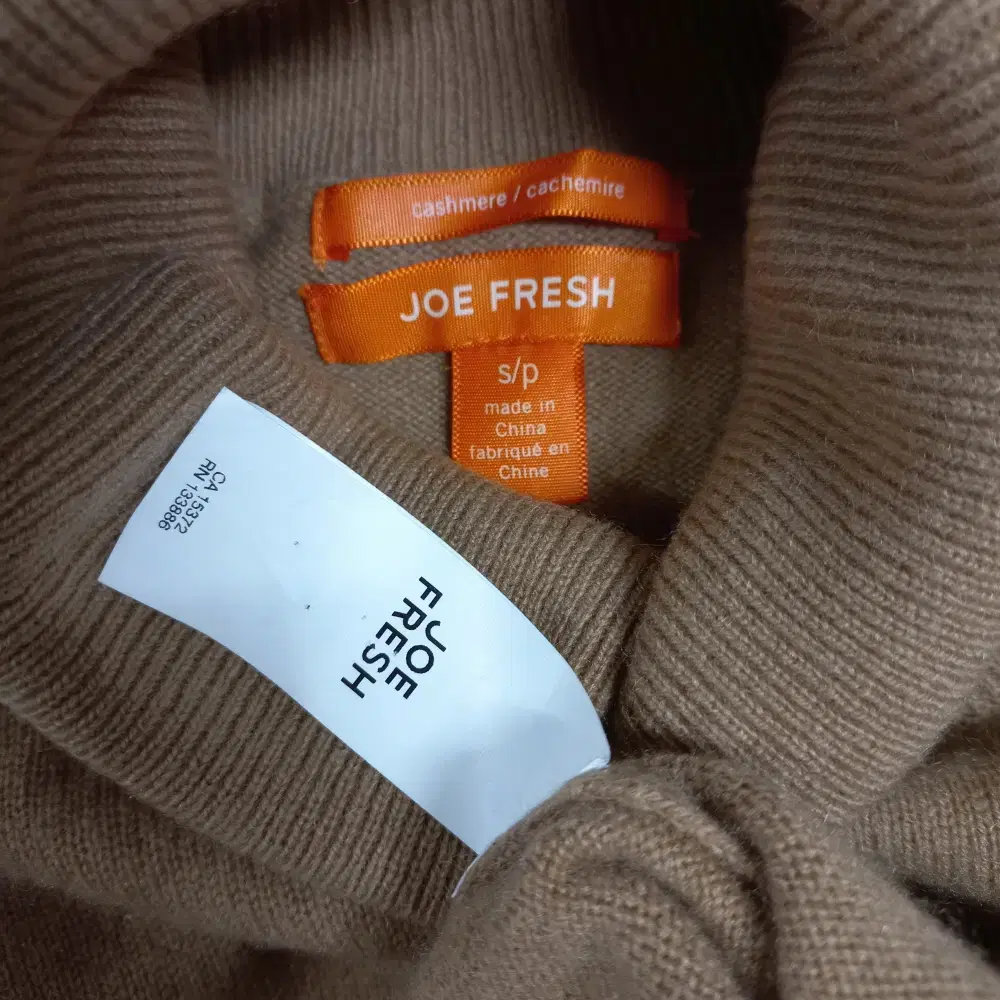 cashmere / cachemire
JOE FRESH
s/p
made in
China
fabriqué en
Chine
CA 15372
RN 133886
JOE
FRESH